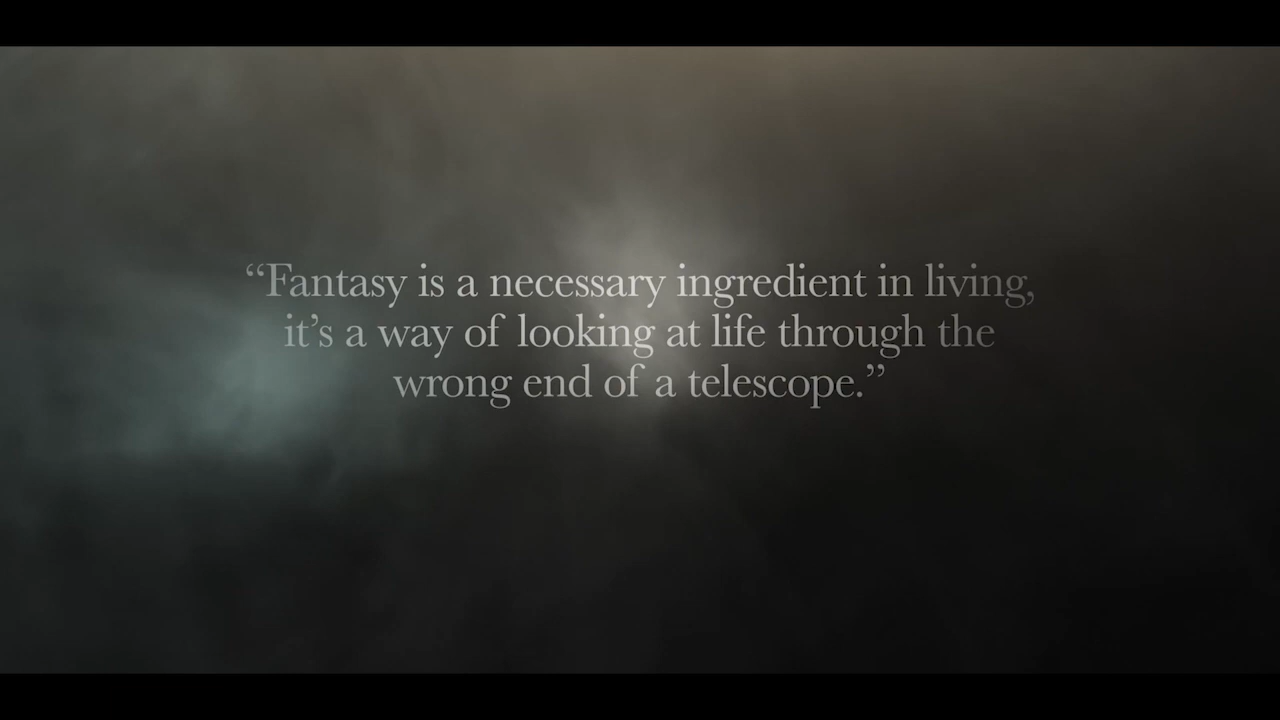 “Fantasy is a necessary ingredient in living,
it’s a way of looking at life through the
wrong end of a telescope.”